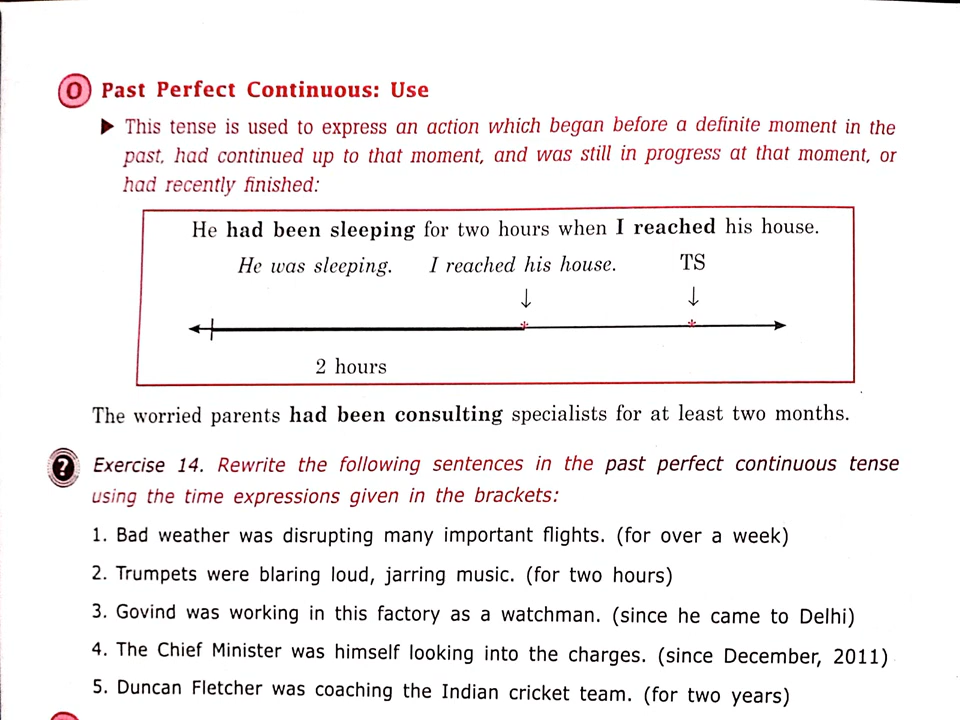 O Past Perfect Continuous: Use
▶ This tense is used to express an action which began before a definite moment in the
past, had continued up to that moment, and was still in progress at that moment, or
had recently finished:
He had been sleeping for two hours when I reached his house.
He was sleeping. I reached his house. TS
↓ ↓
* *
2 hours
The worried parents had been consulting specialists for at least two months.
? Exercise 14. Rewrite the following sentences in the past perfect continuous tense
using the time expressions given in the brackets:
1. Bad weather was disrupting many important flights. (for over a week)
2. Trumpets were blaring loud, jarring music. (for two hours)
3. Govind was working in this factory as a watchman. (since he came to Delhi)
4. The Chief Minister was himself looking into the charges. (since December, 2011)
5. Duncan Fletcher was coaching the Indian cricket team. (for two years)